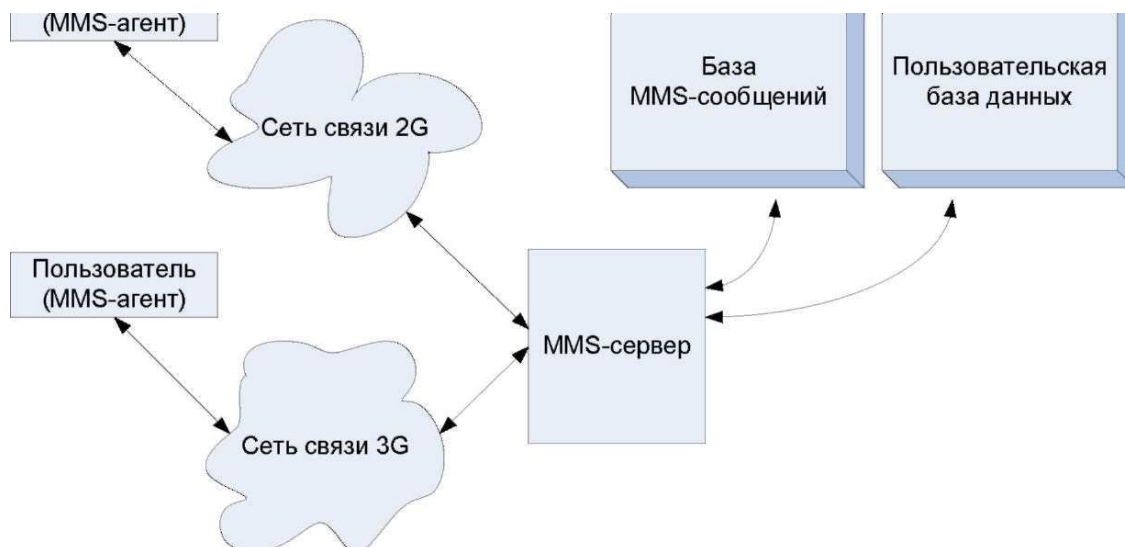 (MMS-агент)
База
MMS-сообщений
Пользовательская
база данных
Сеть связи 2G
Пользователь
(MMS-агент)
MMS-сервер
Сеть связи 3G